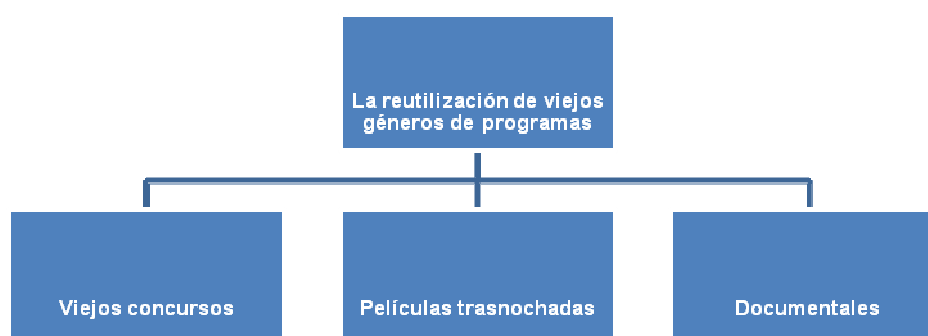 La reutilización de viejos
géneros de programas
Viejos concursos
Películas trasnochadas
Documentales